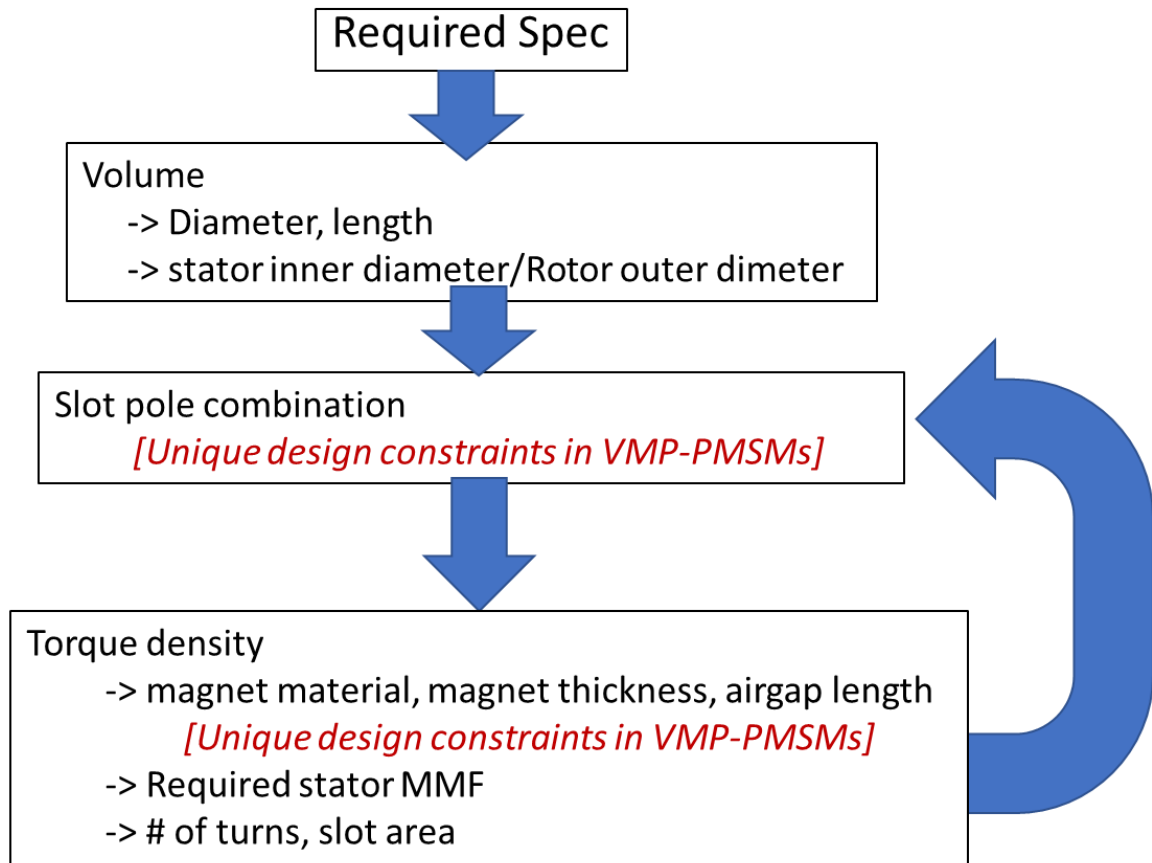 Required Spec
Volume
-> Diameter, length
-> stator inner diameter/Rotor outer dimeter
Slot pole combination
[Unique design constraints in VMP-PMSMs]
Torque density
-> magnet material, magnet thickness, airgap length
[Unique design constraints in VMP-PMSMs]
-> Required stator MMF
-> # of turns, slot area